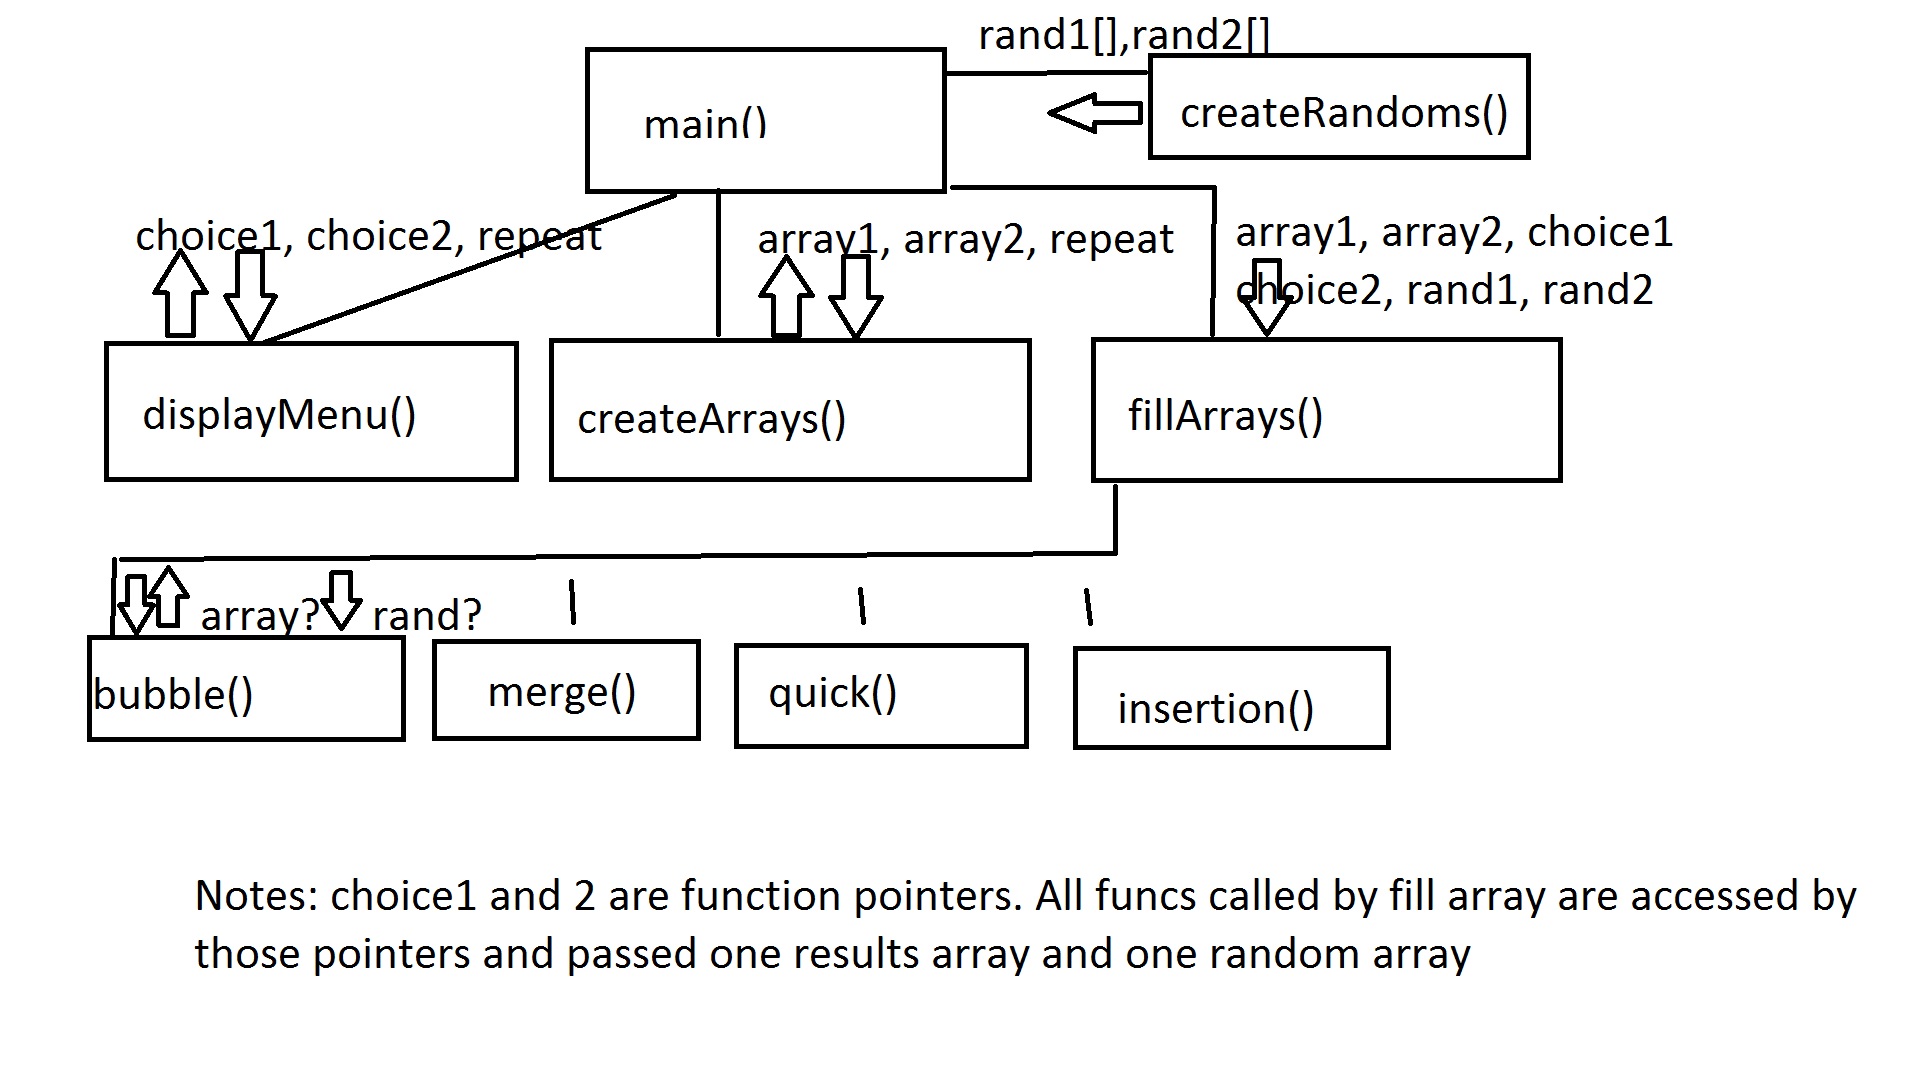 rand1[],rand2[]
main()
createRandoms()
choice1, choice2, repeat
array1, array2, repeat
array1, array2, choice1
choice2, rand1, rand2
displayMenu()
createArrays()
fillArrays()
array?
rand?
bubble()
merge()
quick()
insertion()
Notes: choice1 and 2 are function pointers. All funcs called by fill array are accessed by
those pointers and passed one results array and one random array